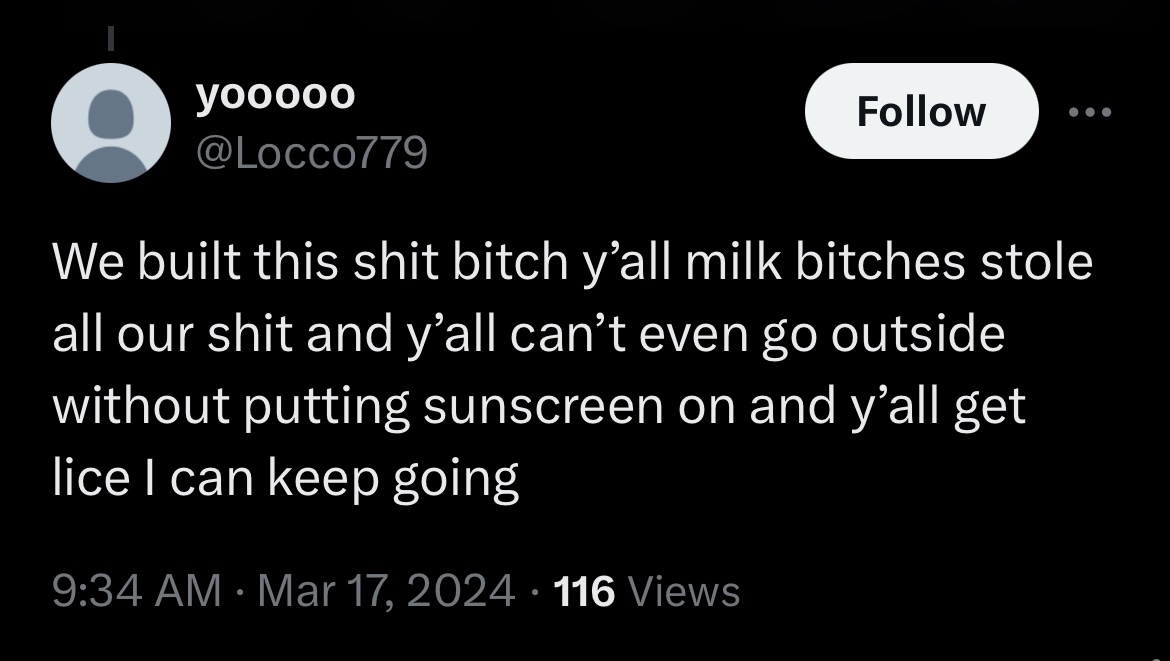 yooooo
Follow
@Locco779
We built this shit bitch y’all milk bitches stole
all our shit and y’all can’t even go outside
without putting sunscreen on and y’all get
lice I can keep going
9:34 AM · Mar 17, 2024 · 116 Views